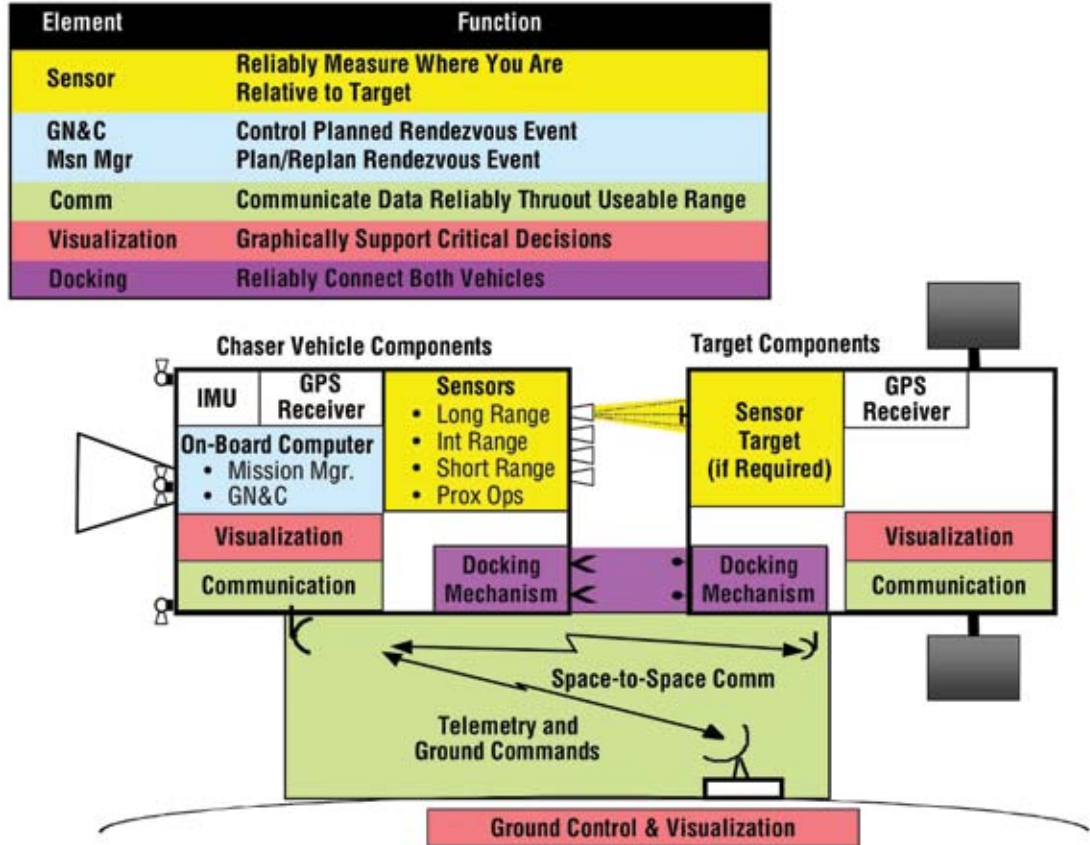 Element Function
Sensor Reliably Measure Where You Are
Relative to Target
GN&C Control Planned Rendezvous Event
Msn Mgr Plan/Replan Rendezvous Event
Comm Communicate Data Reliably Thruout Useable Range
Visualization Graphically Support Critical Decisions
Docking Reliably Connect Both Vehicles
Chaser Vehicle Components
IMU
GPS
Receiver
Sensors
• Long Range
• Int Range
• Short Range
• Prox Ops
On-Board Computer
• Mission Mgr.
• GN&C
Visualization
Communication
Docking
Mechanism
Target Components
Sensor
Target
(if Required)
GPS
Receiver
Docking
Mechanism
Visualization
Communication
Space-to-Space Comm
Telemetry and
Ground Commands
Ground Control & Visualization